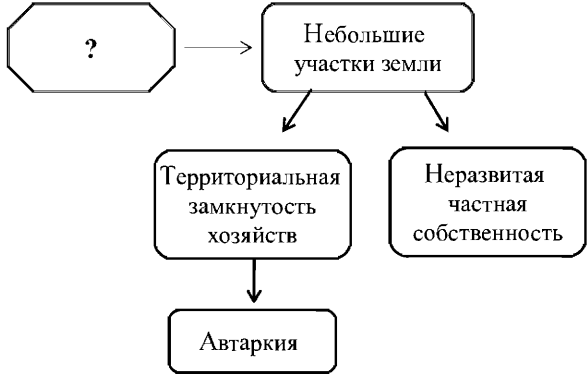 ?
Небольшие
участки земли
Территориальная
замкнутость
хозяйств
Неразвитая
частная
собственность
Автаркия